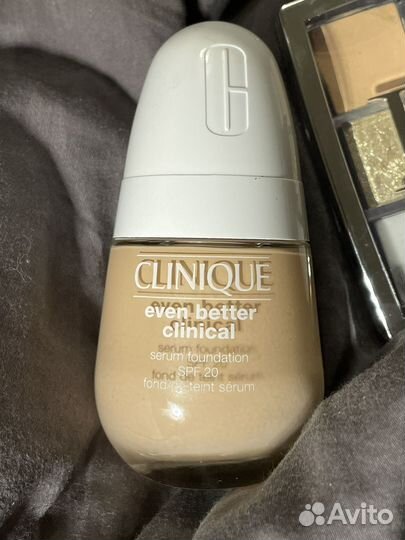 CLINIQUE
even better
clinical
serum foundation
SPF 20
fond de teint sérum
Avito